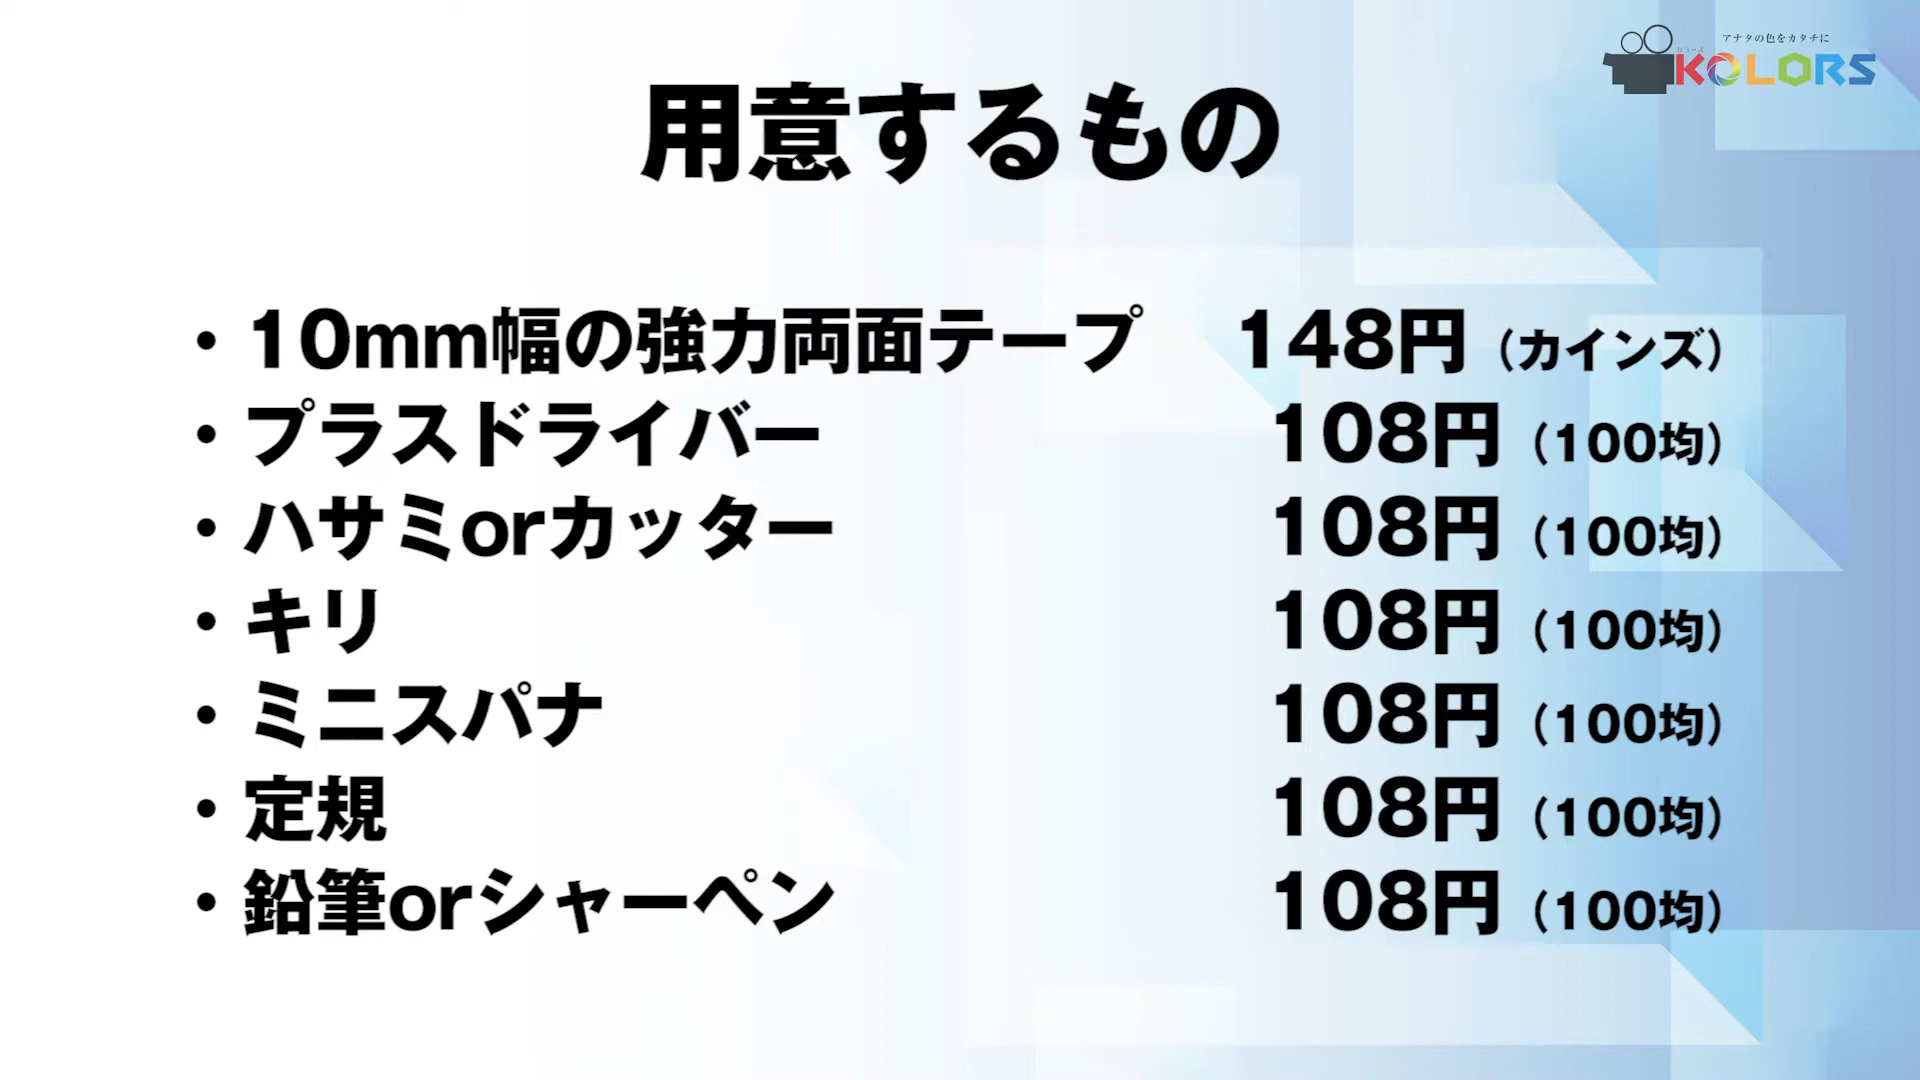 アナタの色をカタチに
カラーズ
KOLORS
用意するもの
・10mm幅の強力両面テープ 148円（カインズ）
・プラスドライバー 108円（100均）
・ハサミorカッター 108円（100均）
・キリ 108円（100均）
・ミニスパナ 108円（100均）
・定規 108円（100均）
・鉛筆orシャーペン 108円（100均）